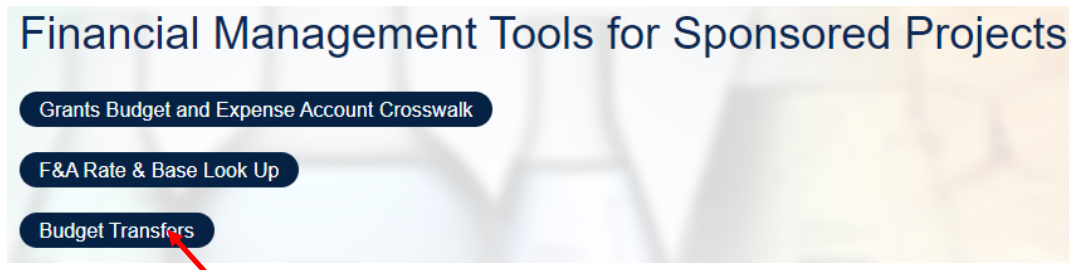 Financial Management Tools for Sponsored Projects
Grants Budget and Expense Account Crosswalk
F&A Rate & Base Look Up
Budget Transfers